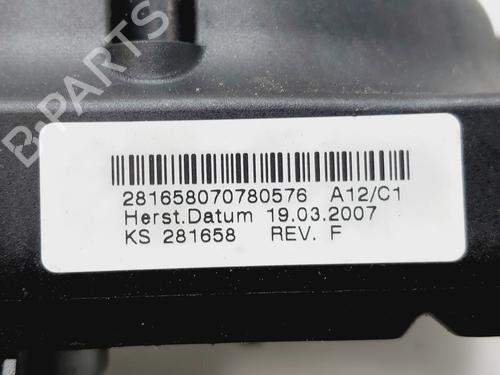 B-PARTS
281658070780576 A12/C1
Herst.Datum 19.03.2007
KS 281658 REV. F